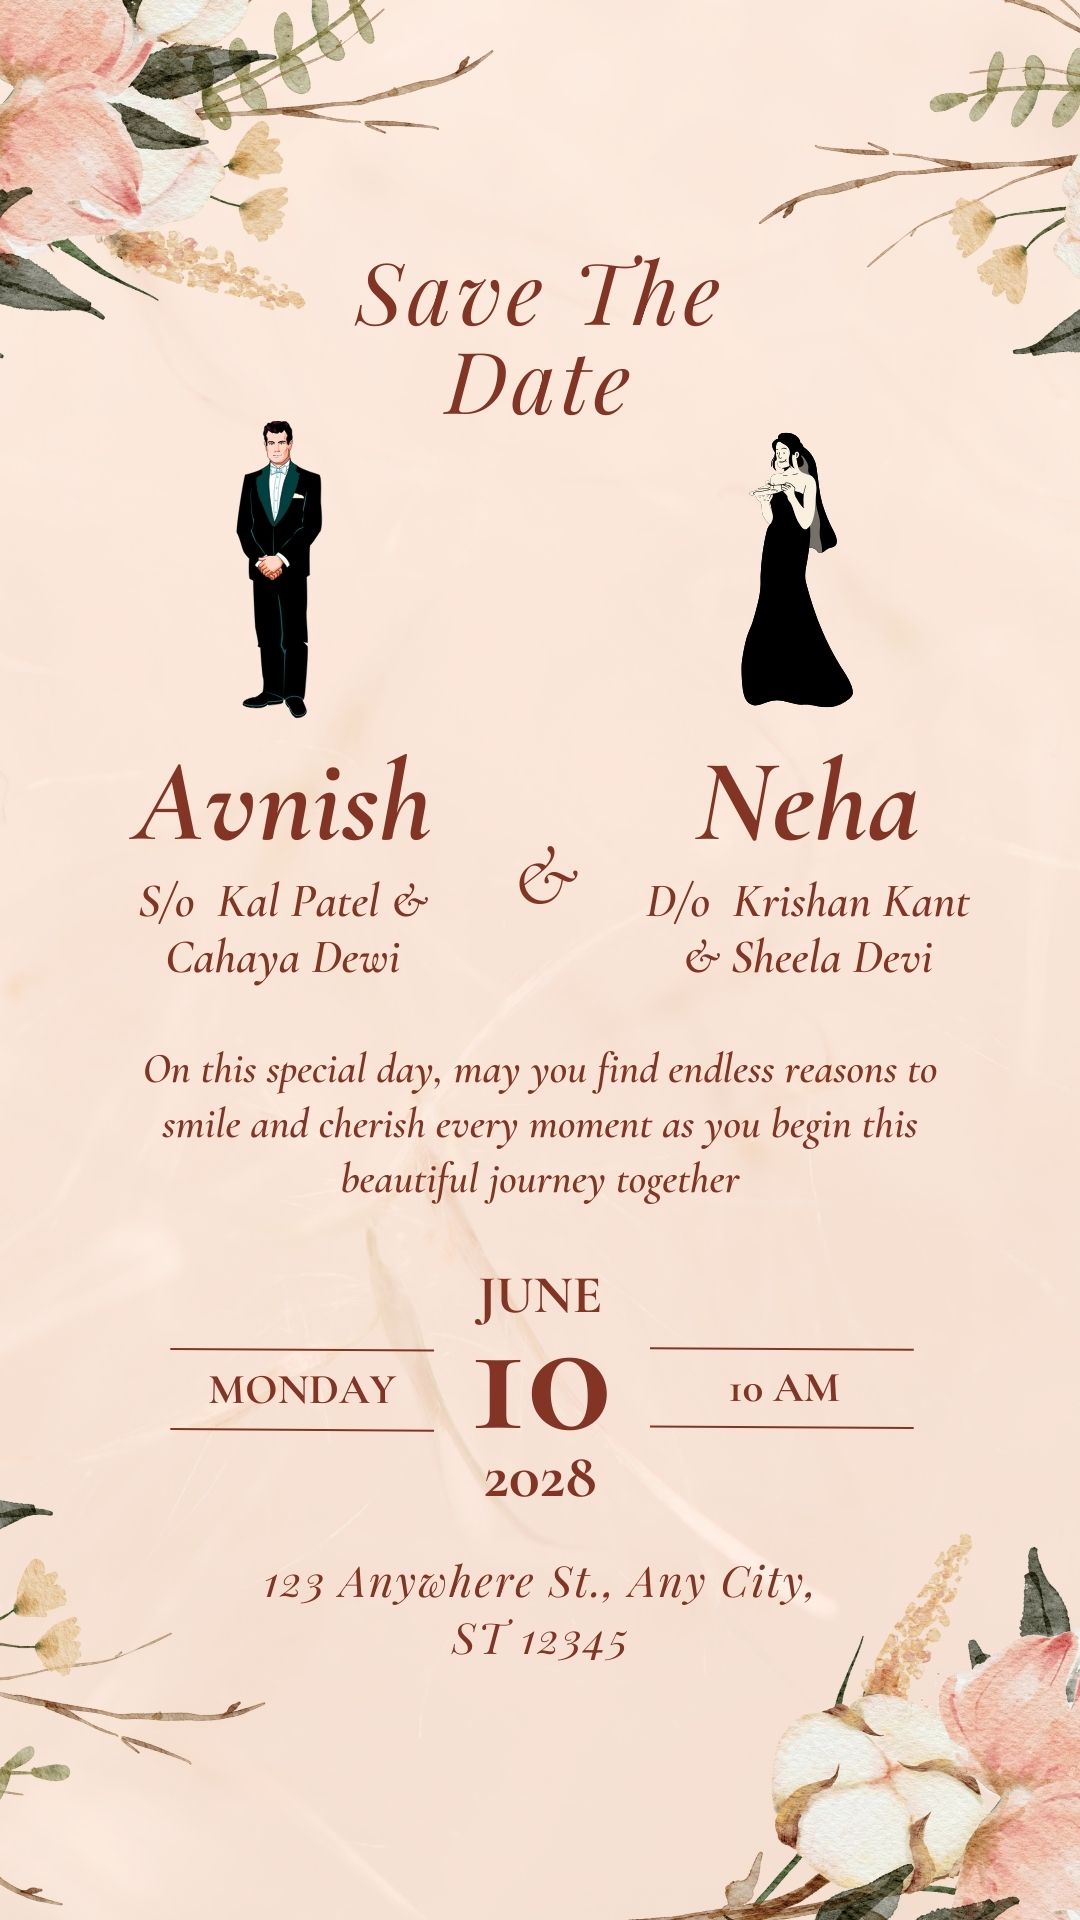 Save The
Date
Avnish
&
Neha
S/o Kal Patel &
Cahaya Dewi
D/o Krishan Kant
& Sheela Devi
On this special day, may you find endless reasons to
smile and cherish every moment as you begin this
beautiful journey together
JUNE
MONDAY
10
10 AM
2028
123 Anywhere St., Any City,
ST 12345